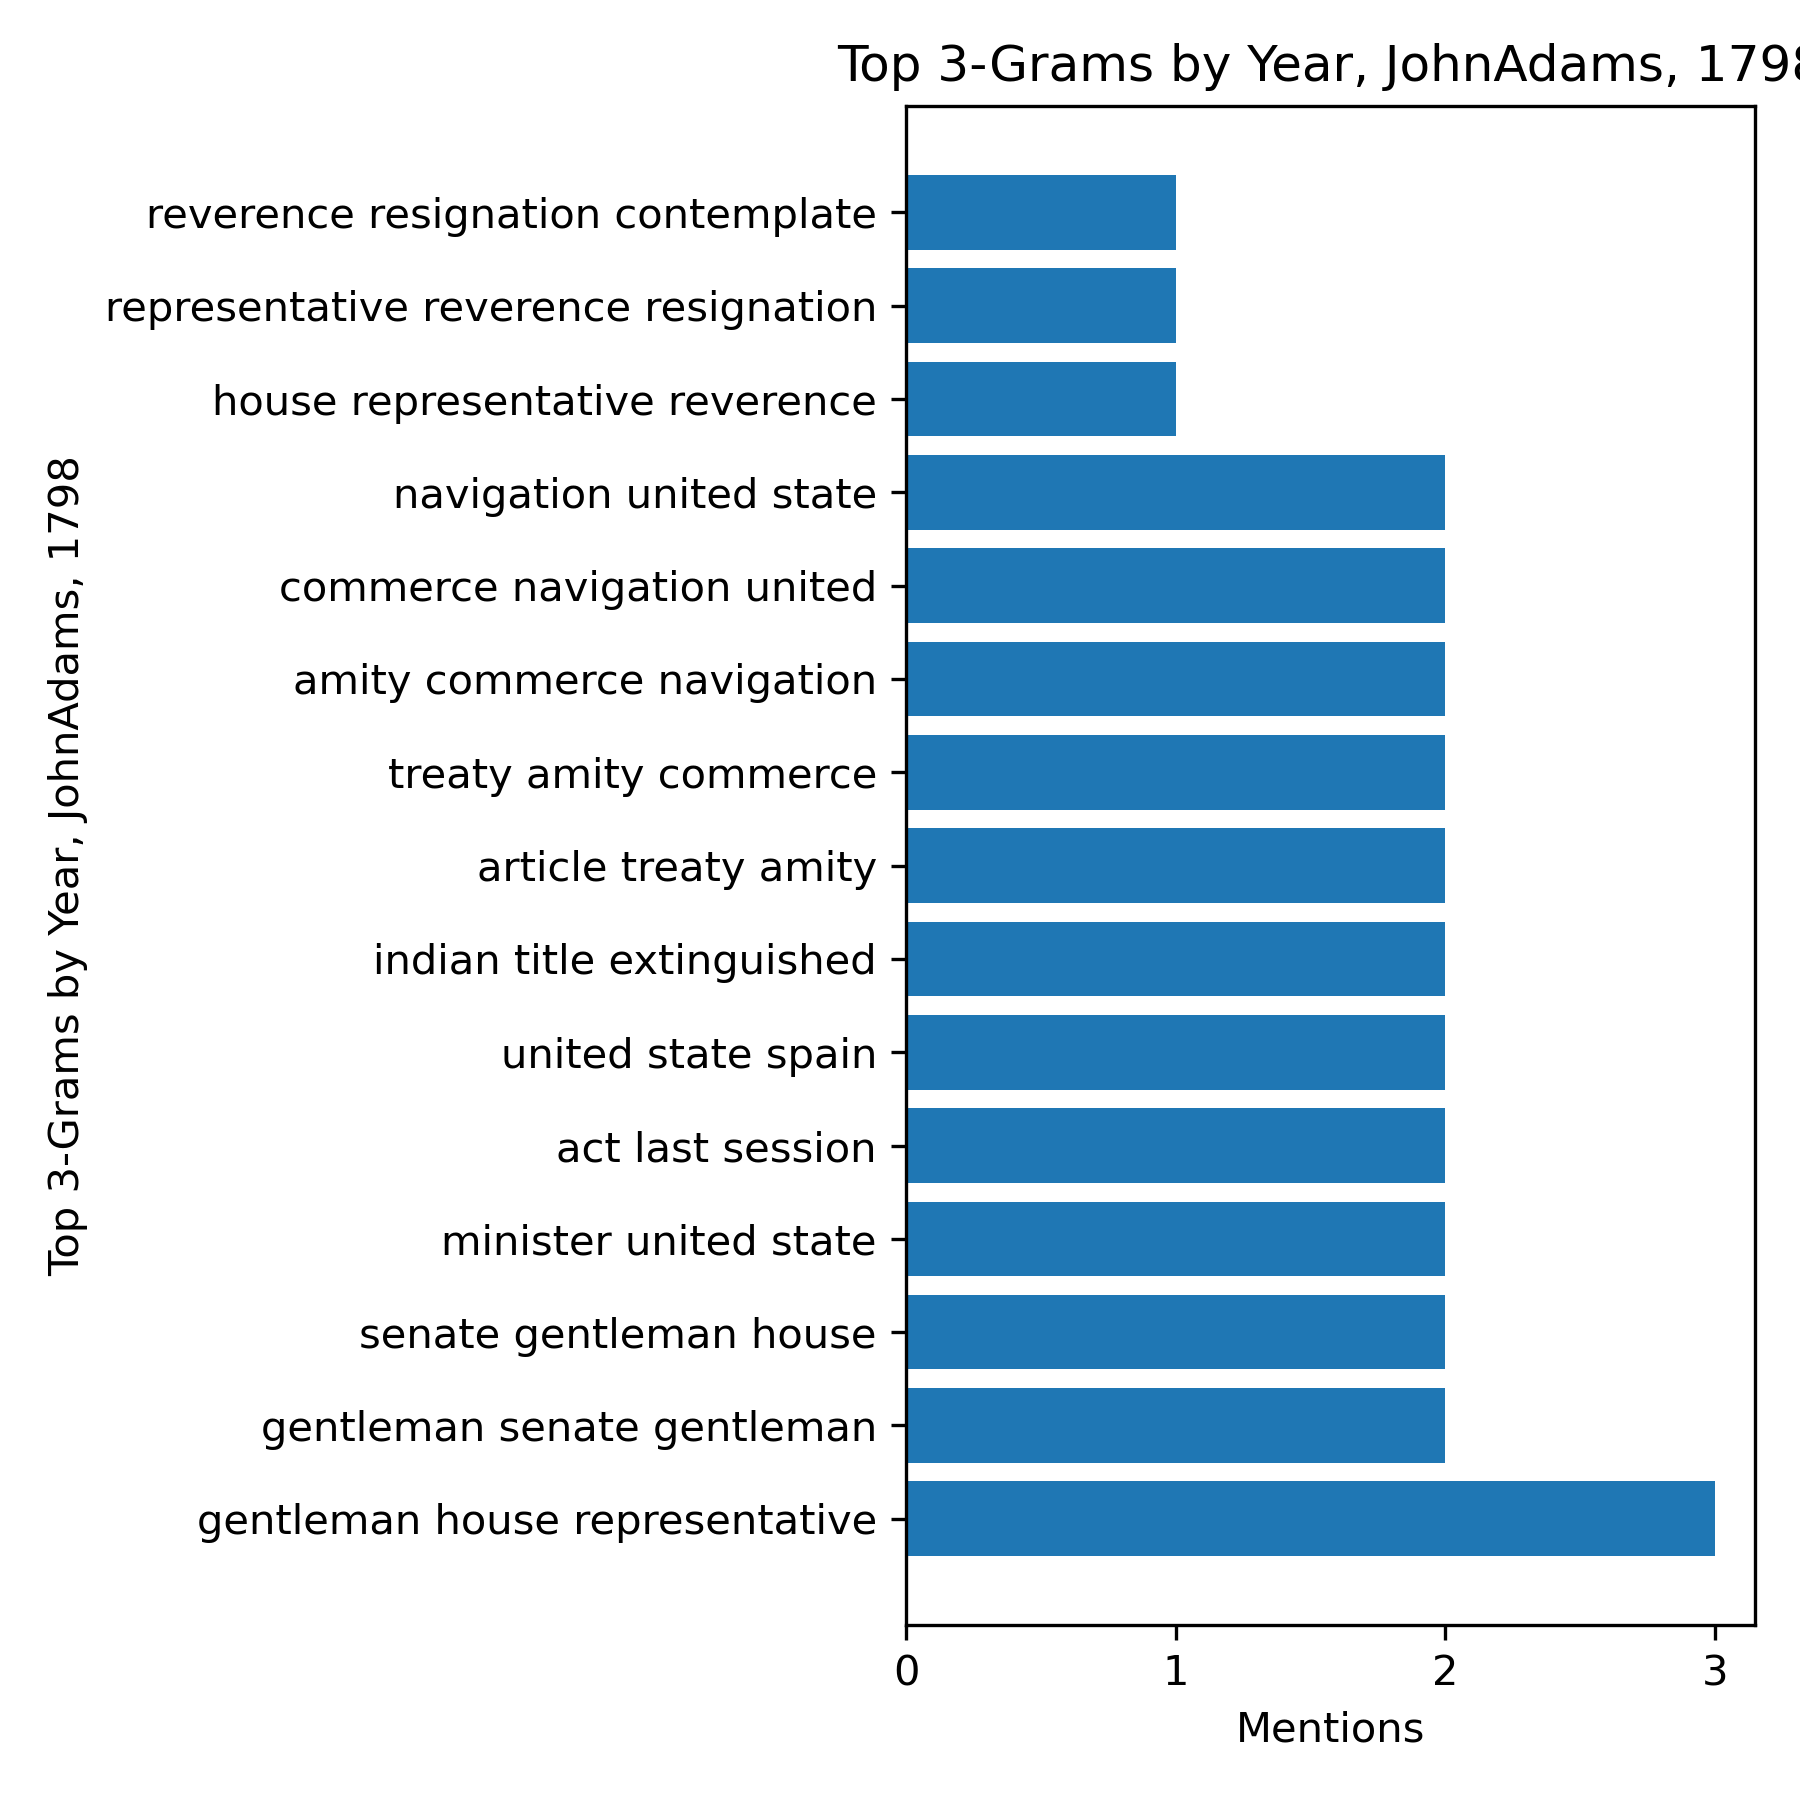 Top 3-Grams by Year, JohnAdams, 1798
reverence resignation contemplate
representative reverence resignation
house representative reverence
navigation united state
commerce navigation united
amity commerce navigation
treaty amity commerce
article treaty amity
indian title extinguished
united state spain
act last session
minister united state
senate gentleman house
gentleman senate gentleman
gentleman house representative
Top 3-Grams by Year, JohnAdams, 1798
0 1 2 3
Mentions